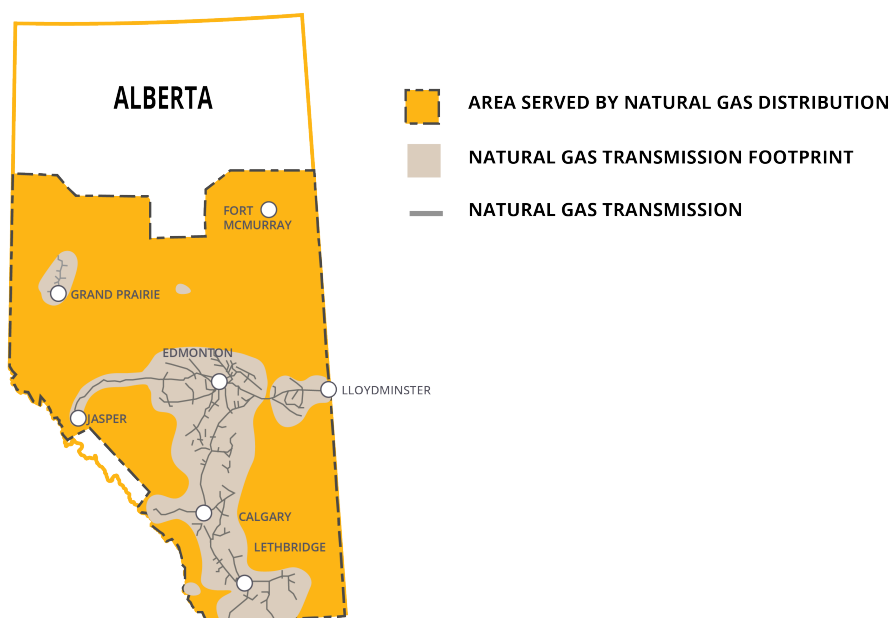 ALBERTA
AREA SERVED BY NATURAL GAS DISTRIBUTION
NATURAL GAS TRANSMISSION FOOTPRINT
NATURAL GAS TRANSMISSION
FORT
MCMURRAY
GRAND PRAIRIE
EDMONTON
LLOYDMINSTER
JASPER
CALGARY
LETHBRIDGE